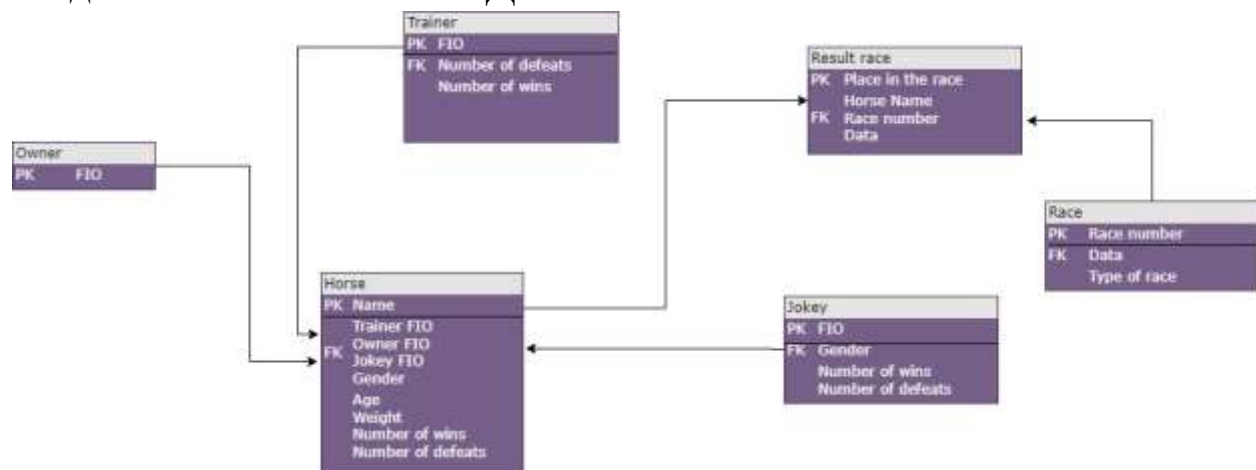 Trainer
PK FIO
FK Number of defeats
Number of wins
Result race
PK Place in the race
Horse Name
FK Race number
Data
Owner
PK FIO
Race
PK Race number
FK Data
Type of race
Horse
PK Name
Trainer FIO
FK Owner FIO
Jokey FIO
Gender
Age
Weight
Number of wins
Number of defeats
Jokey
PK FIO
FK Gender
Number of wins
Number of defeats